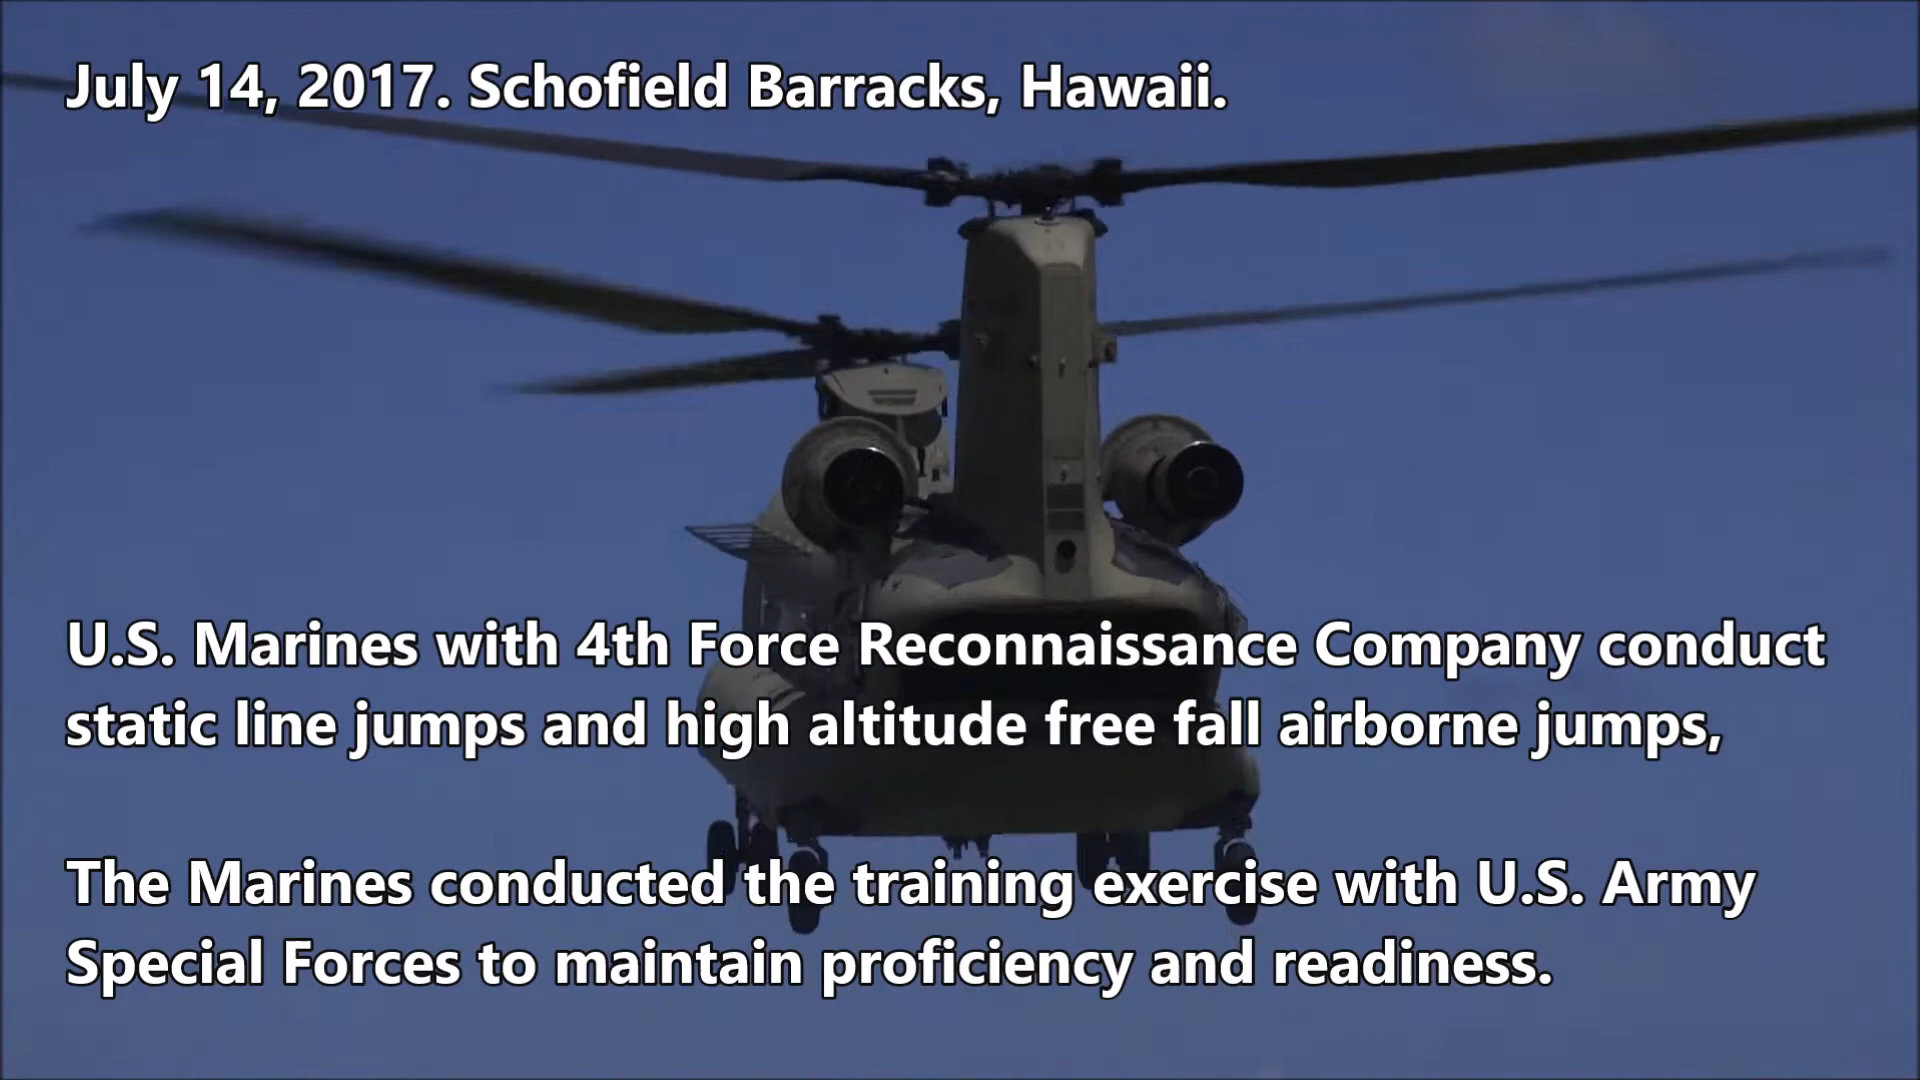 July 14, 2017. Schofield Barracks, Hawaii.
U.S. Marines with 4th Force Reconnaissance Company conduct
static line jumps and high altitude free fall airborne jumps,
The Marines conducted the training exercise with U.S. Army
Special Forces to maintain proficiency and readiness.